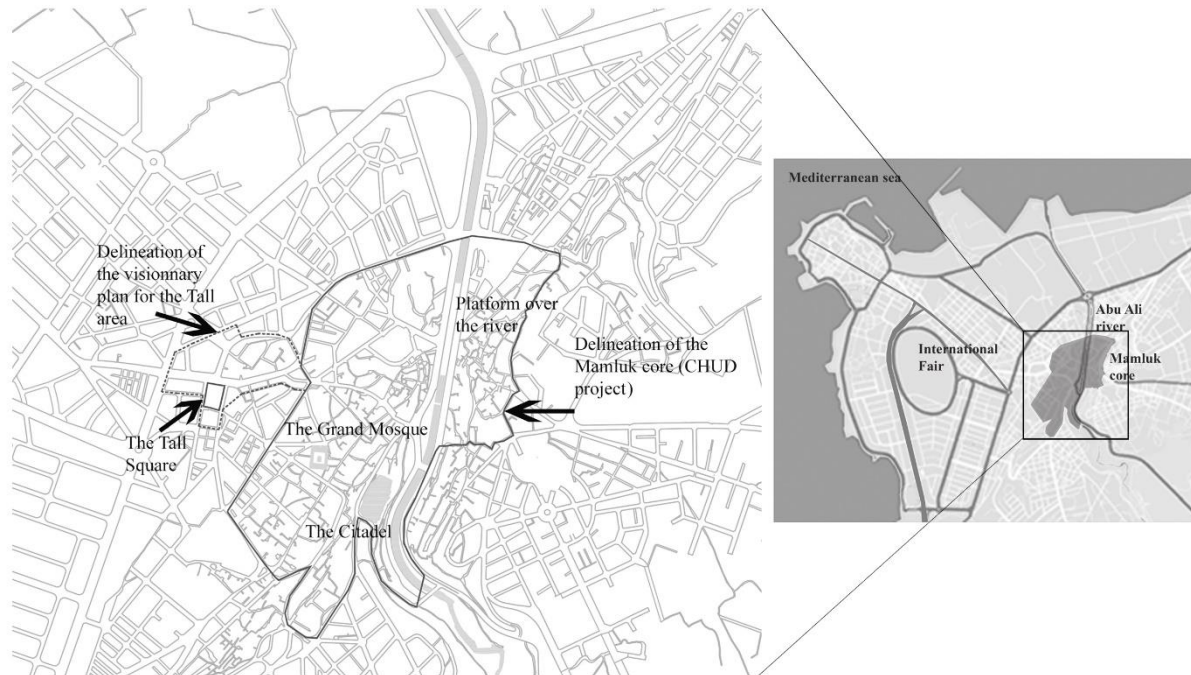 Delineation of
the visionnary
plan for the Tall
area
Platform over
the river
Delineation of the
Mamluk core (CHUD
project)
The Grand Mosque
The Tall
Square
The Citadel
Mediterranean sea
Abu Ali
river
International
Fair
Mamluk
core